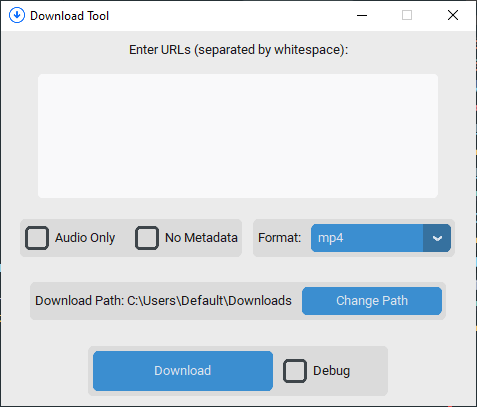 Download Tool
Enter URLs (separated by whitespace):
Audio Only No Metadata Format: mp4
Download Path: C:\Users\Default\Downloads Change Path
Download Debug